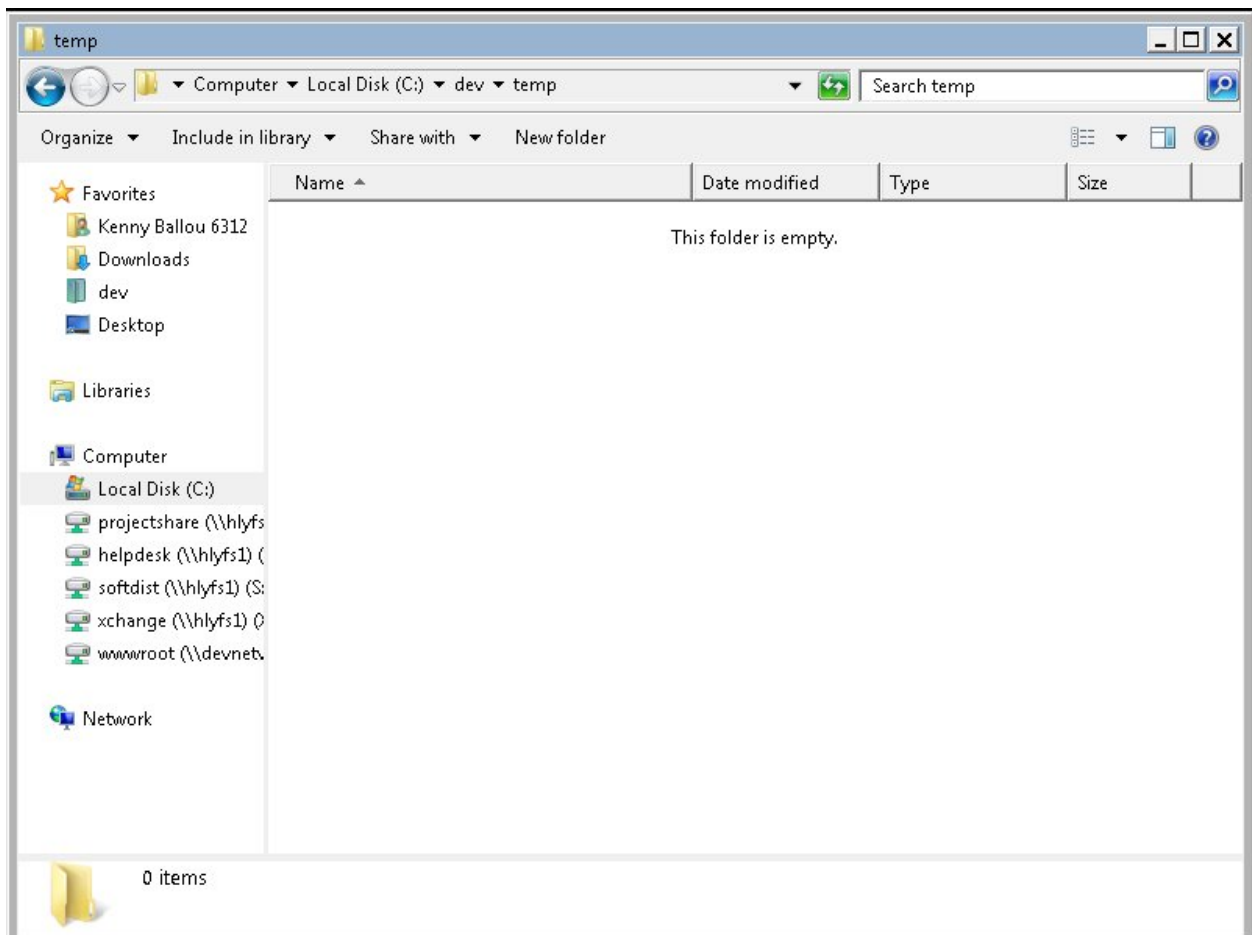 temp
Computer Local Disk (C:) dev temp Search temp
Organize Include in library Share with New folder
Name Date modified Type Size
This folder is empty.
Favorites
Kenny Ballou 6312
Downloads
dev
Desktop
Libraries
Computer
Local Disk (C:)
projectshare (\\hlyfs
helpdesk (\\hlyfs1) (
softdist (\\hlyfs1) (S:
xchange (\\hlyfs1) (X
wwwroot (\\devnetv
Network
0 items